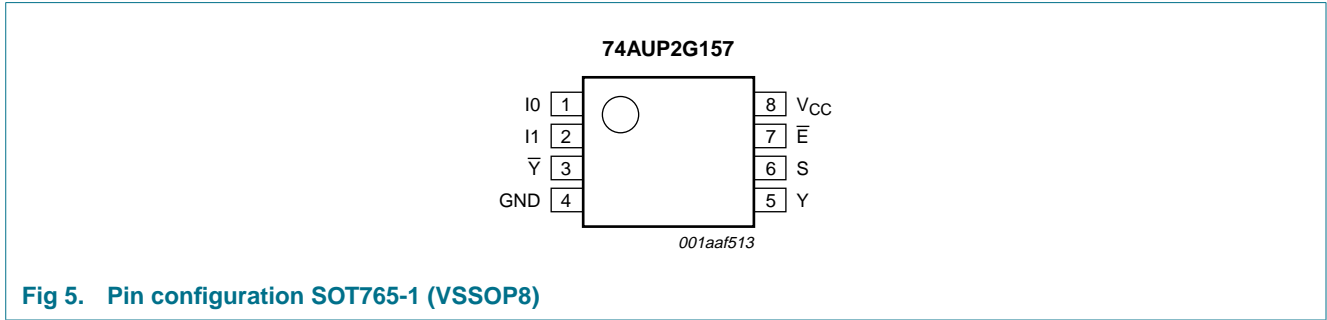 74AUP2G157
I0 1 8 VCC
I1 2 7 E̅
Y̅ 3 6 S
GND 4 5 Y
001aaf513
Fig 5. Pin configuration SOT765-1 (VSSOP8)